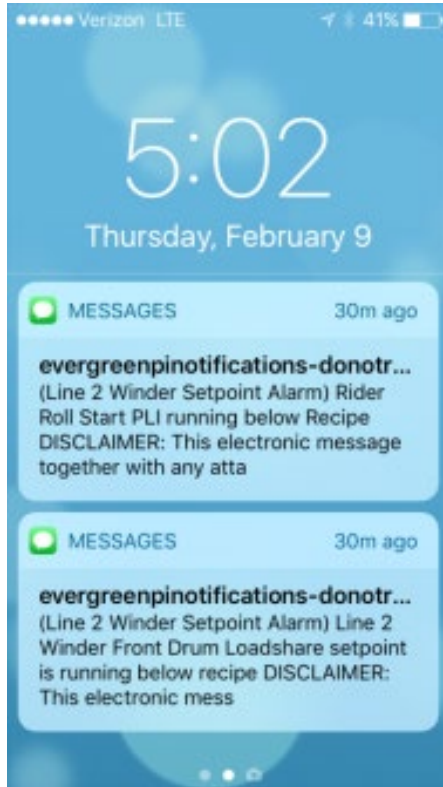 Verizon LTE 41%
5:02
Thursday, February 9
MESSAGES 30m ago
evergreenpinotifications-donotr...
(Line 2 Winder Setpoint Alarm) Rider
Roll Start PLI running below Recipe
DISCLAIMER: This electronic message
together with any atta
MESSAGES 30m ago
evergreenpinotifications-donotr...
(Line 2 Winder Setpoint Alarm) Line 2
Winder Front Drum Loadshare setpoint
is running below recipe DISCLAIMER:
This electronic mess